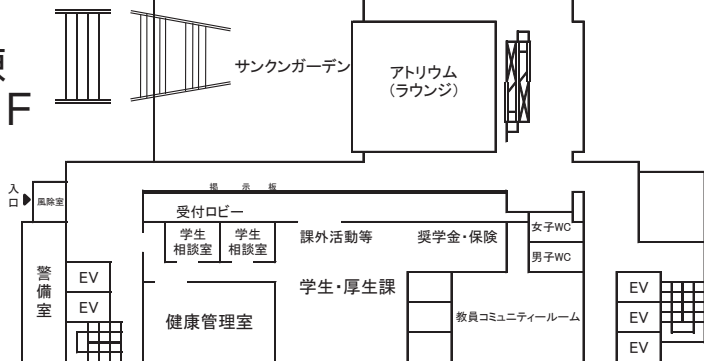 棟
F
サンクンガーデン
アトリウム
（ラウンジ）
入口
風除室
掲示板
受付ロビー
学生
相談室
学生
相談室
課外活動等
奨学金・保険
女子WC
男子WC
警備室
EV
EV
健康管理室
学生・厚生課
教員コミュニティールーム
EV
EV
EV